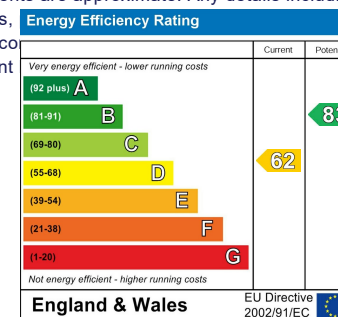 Energy Efficiency Rating
Current
Very energy efficient - lower running costs
(92 plus) A
(81-91) B
(69-80) C
(55-68) D
62
(39-54) E
(21-38) F
(1-20) G
Not energy efficient - higher running costs
England & Wales
EU Directive
2002/91/EC